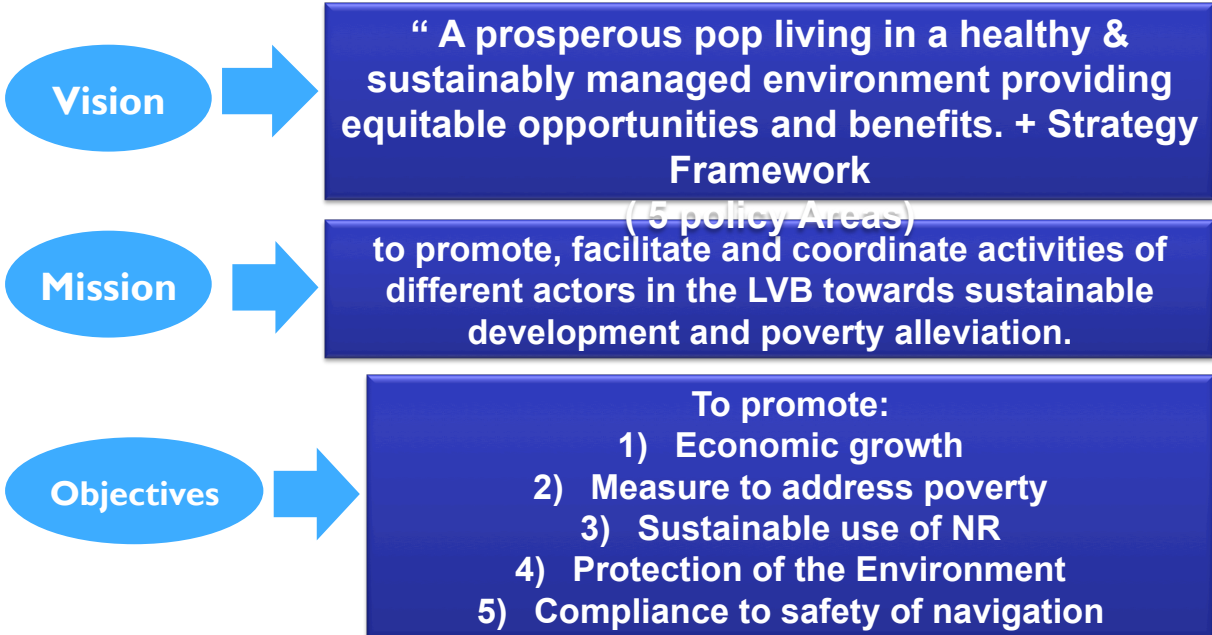 Vision
“ A prosperous pop living in a healthy &
sustainably managed environment providing
equitable opportunities and benefits. + Strategy
Framework
( 5 policy Areas)
Mission
to promote, facilitate and coordinate activities of
different actors in the LVB towards sustainable
development and poverty alleviation.
Objectives
To promote:
1) Economic growth
2) Measure to address poverty
3) Sustainable use of NR
4) Protection of the Environment
5) Compliance to safety of navigation